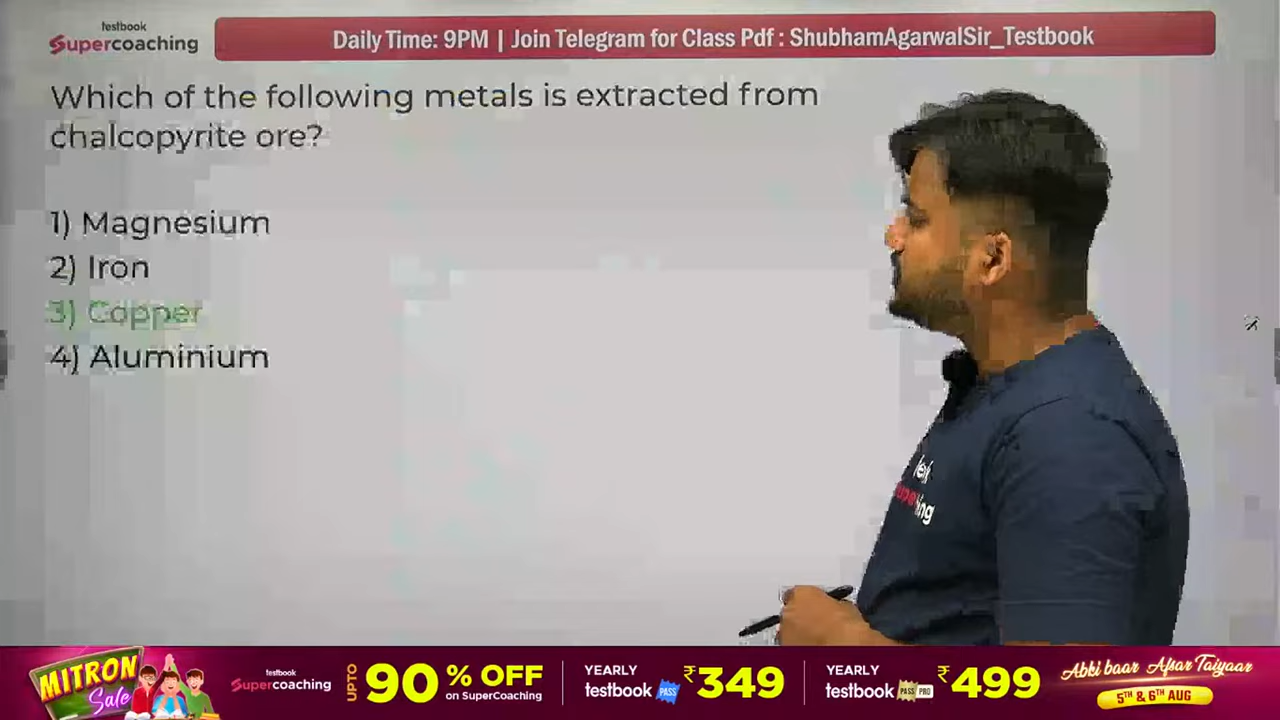 testbook
Supercoaching
Daily Time: 9PM | Join Telegram for Class Pdf : ShubhamAgarwalSir_Testbook
Which of the following metals is extracted from
chalcopyrite ore?
1) Magnesium
2) Iron
3) Copper
4) Aluminium
MITRON
Sale
testbook
Supercoaching
UPTO 90% OFF
on SuperCoaching
YEARLY
testbook PASS
₹349
YEARLY
testbook PASS PRO
₹499
Abki baar Afsar Taiyaar
5TH & 6TH AUG